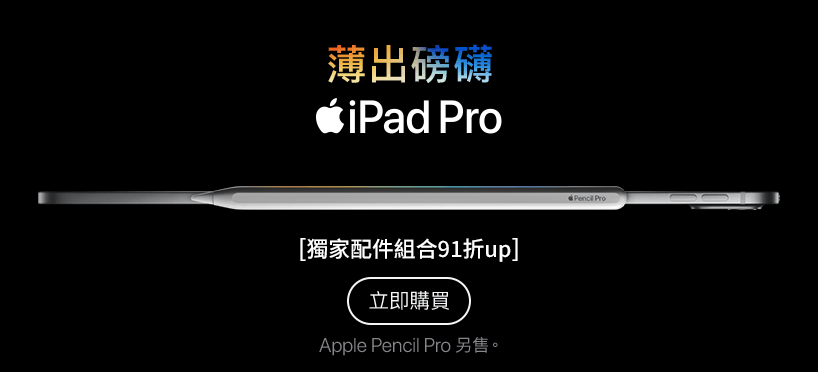 薄出磅礴
iPad Pro
Pencil Pro
[獨家配件組合91折up]
立即購買
Apple Pencil Pro 另售。